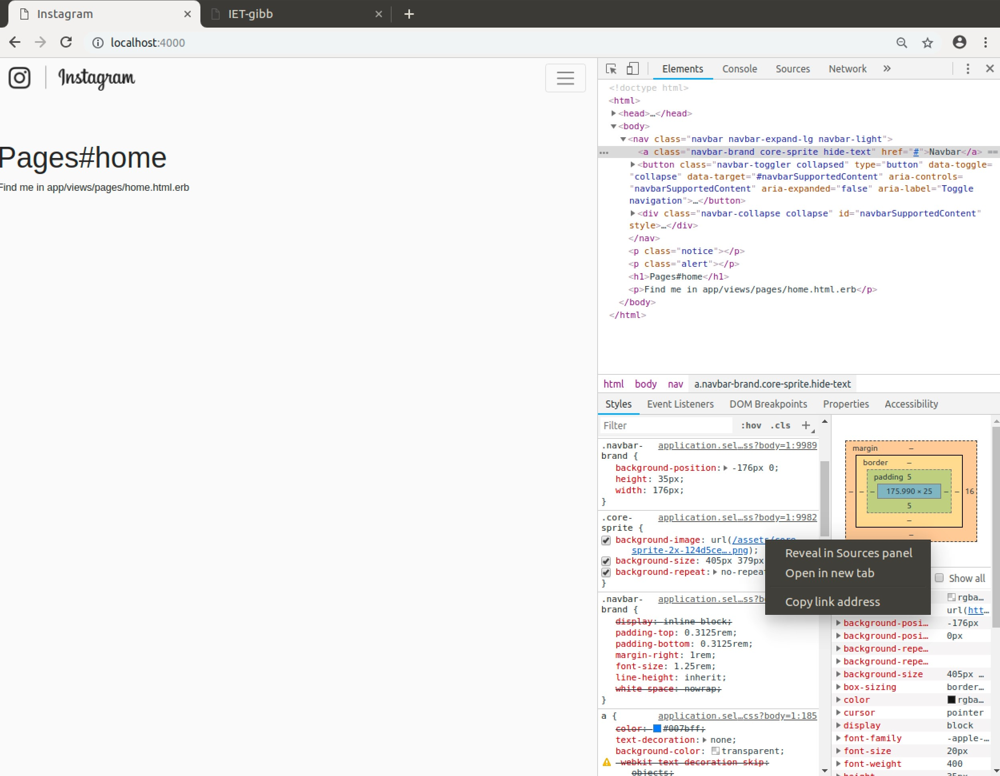 Instagram
IET-gibb
localhost:4000
Instagram
Pages#home
Find me in app/views/pages/home.html.erb
Elements Console Sources Network »
<!doctype html>
<html>
<head>…</head>
<body>
<nav class="navbar navbar-expand-lg navbar-light">
<a class="navbar-brand core-sprite hide-text" href="#">Navbar</a> ==
<button class="navbar-toggler collapsed" type="button" data-toggle=
"collapse" data-target="#navbarSupportedContent" aria-controls=
"navbarSupportedContent" aria-expanded="false" aria-label="Toggle
navigation">…</button>
<div class="navbar-collapse collapse" id="navbarSupportedContent"
style>…</div>
</nav>
<p class="notice"></p>
<p class="alert"></p>
<h1>Pages#home</h1>
<p>Find me in app/views/pages/home.html.erb</p>
</body>
</html>
html body nav a.navbar-brand.core-sprite.hide-text
Styles Event Listeners DOM Breakpoints Properties Accessibility
Filter :hov .cls +
.navbar- application.sel…ss?body=1:9989
brand {
background-position: -176px 0;
height: 35px;
width: 176px;
}
.core- application.sel…ss?body=1:9982
sprite {
background-image: url(/assets/core-
sprite-2x-124d5ce….png);
background-size: 405px 379px
background-repeat: no-repeat
}
.navbar- application.sel…ss?b
brand {
display: inline-block;
padding-top: 0.3125rem;
padding-bottom: 0.3125rem;
margin-right: 1rem;
font-size: 1.25rem;
line-height: inherit;
white-space: nowrap;
}
a { application.sel…css?body=1:185
color: #007bff;
text-decoration: none;
background-color: transparent;
-webkit-text-decoration-skip:
objects;
margin –
border –
padding 5
– – – 175.990 × 25 – – 16
5
–
–
Reveal in Sources panel
Open in new tab
Copy link address
Show all
rgba…
url(htt…
background-posi… -176px
background-posi… 0px
background-repe…
background-repe…
background-size 405px …
box-sizing border…
color rgba…
cursor pointer
display block
font-family -apple-…
font-size 20px
font-weight 400
height 35px